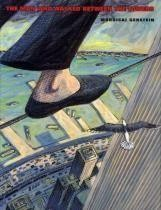 THE MAN WHO WALKED BETWEEN THE TOWERS
MORDICAI GERSTEIN